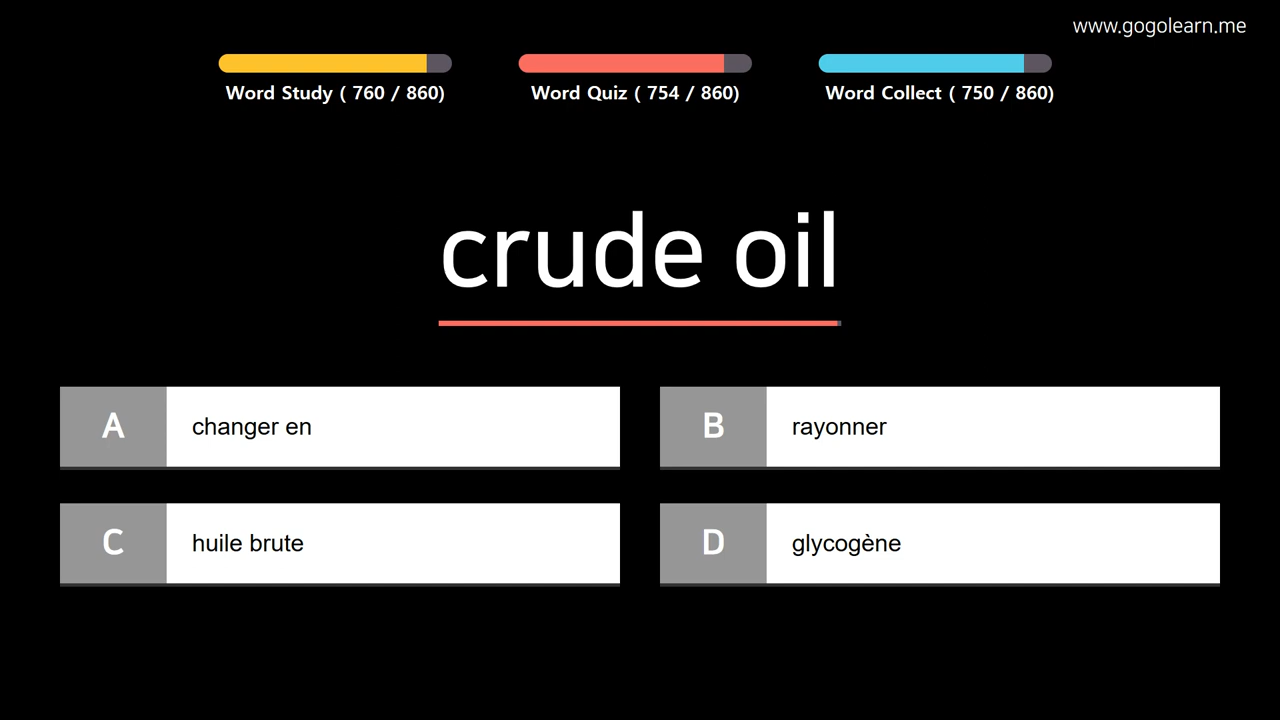 www.gogolearn.me
Word Study ( 760 / 860)
Word Quiz ( 754 / 860)
Word Collect ( 750 / 860)
crude oil
A changer en
B rayonner
C huile brute
D glycogène